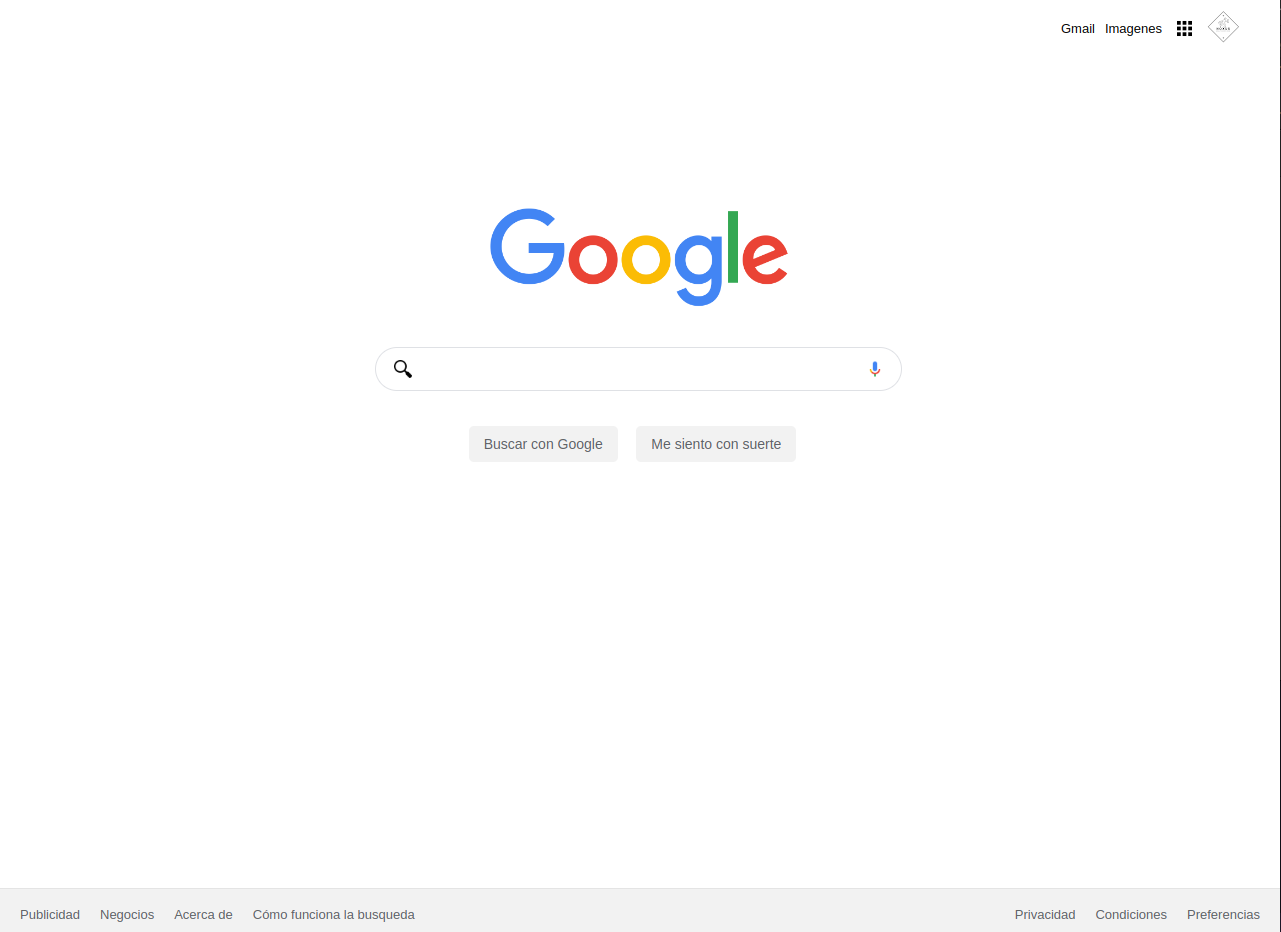 Gmail Imagenes
Google
Buscar con Google Me siento con suerte
Publicidad Negocios Acerca de Cómo funciona la busqueda Privacidad Condiciones Preferencias